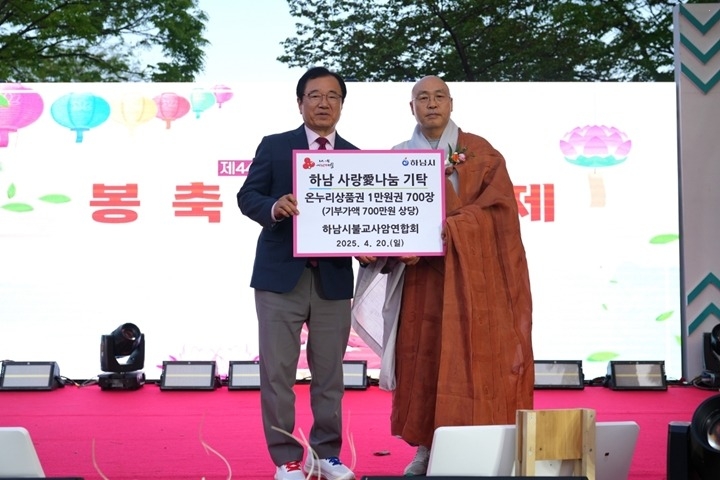 제4
봉 축
제
하남시
하남 사랑愛나눔 기탁
온누리상품권 1만원권 700장
(기부가액 700만원 상당)
하남시불교사암연합회
2025. 4. 20.(일)